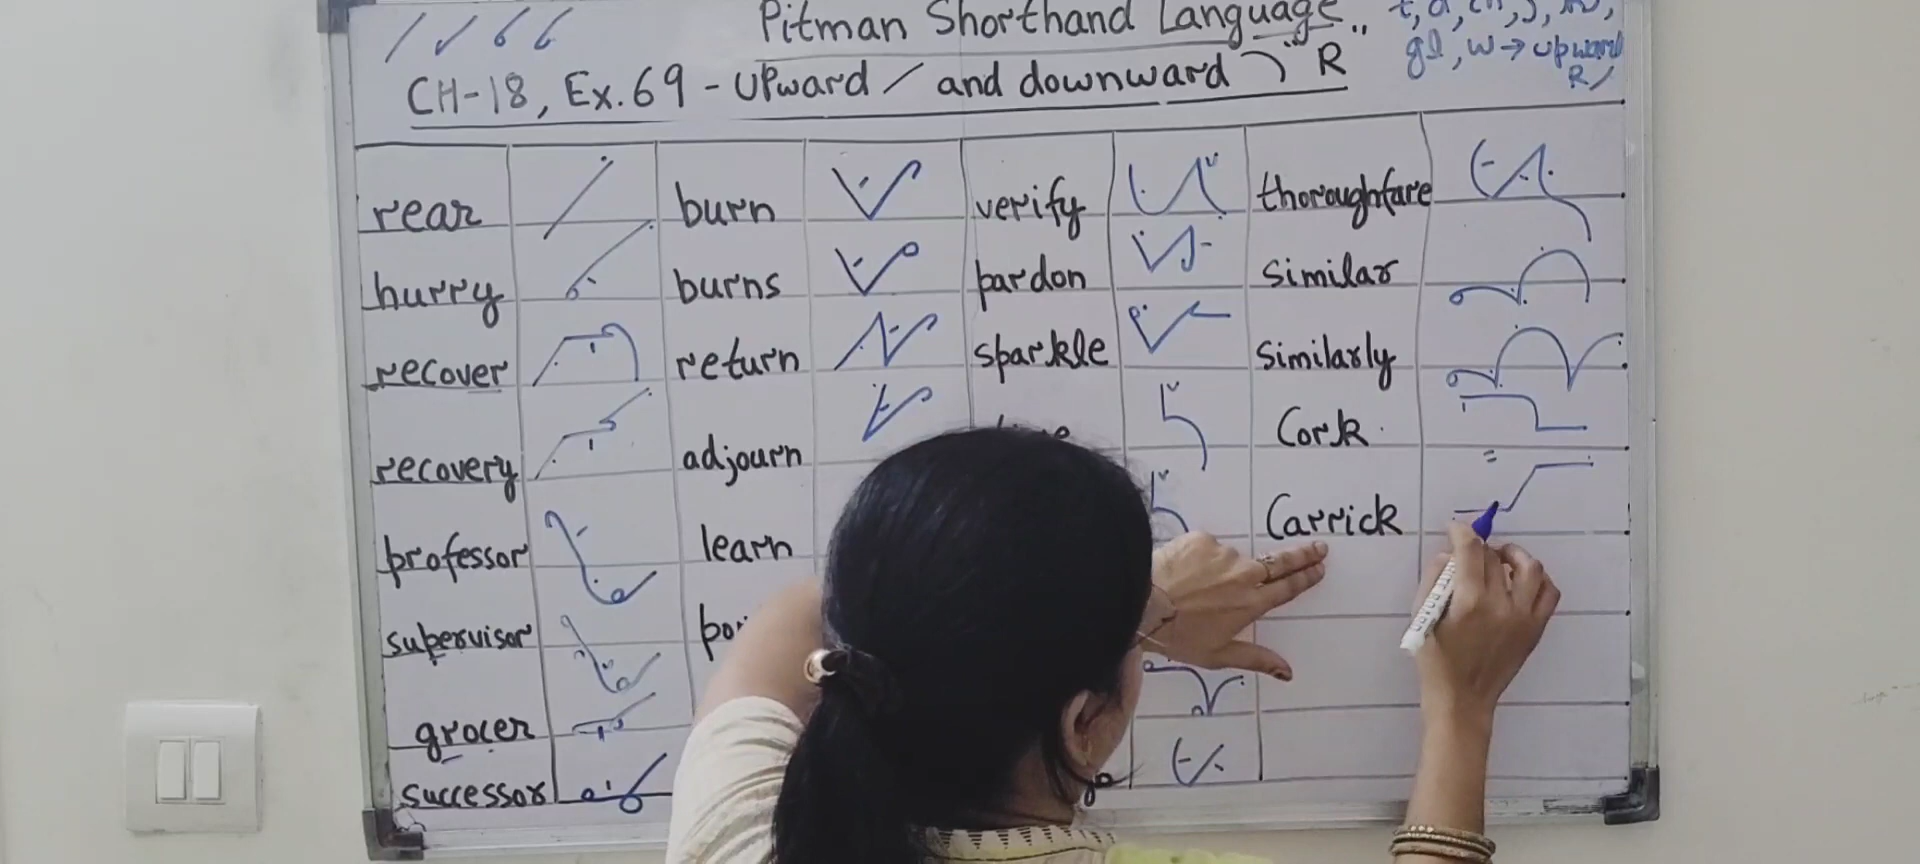 Pitman Shorthand Language
CH-18, Ex.69 - Upward / and downward R
gl, w → upward
R
rear burn verify thoroughfare
hurry burns pardon similar
recover return sparkle similarly
recovery adjourn Cork
professor learn Carrick
supervisor
grocer
successor